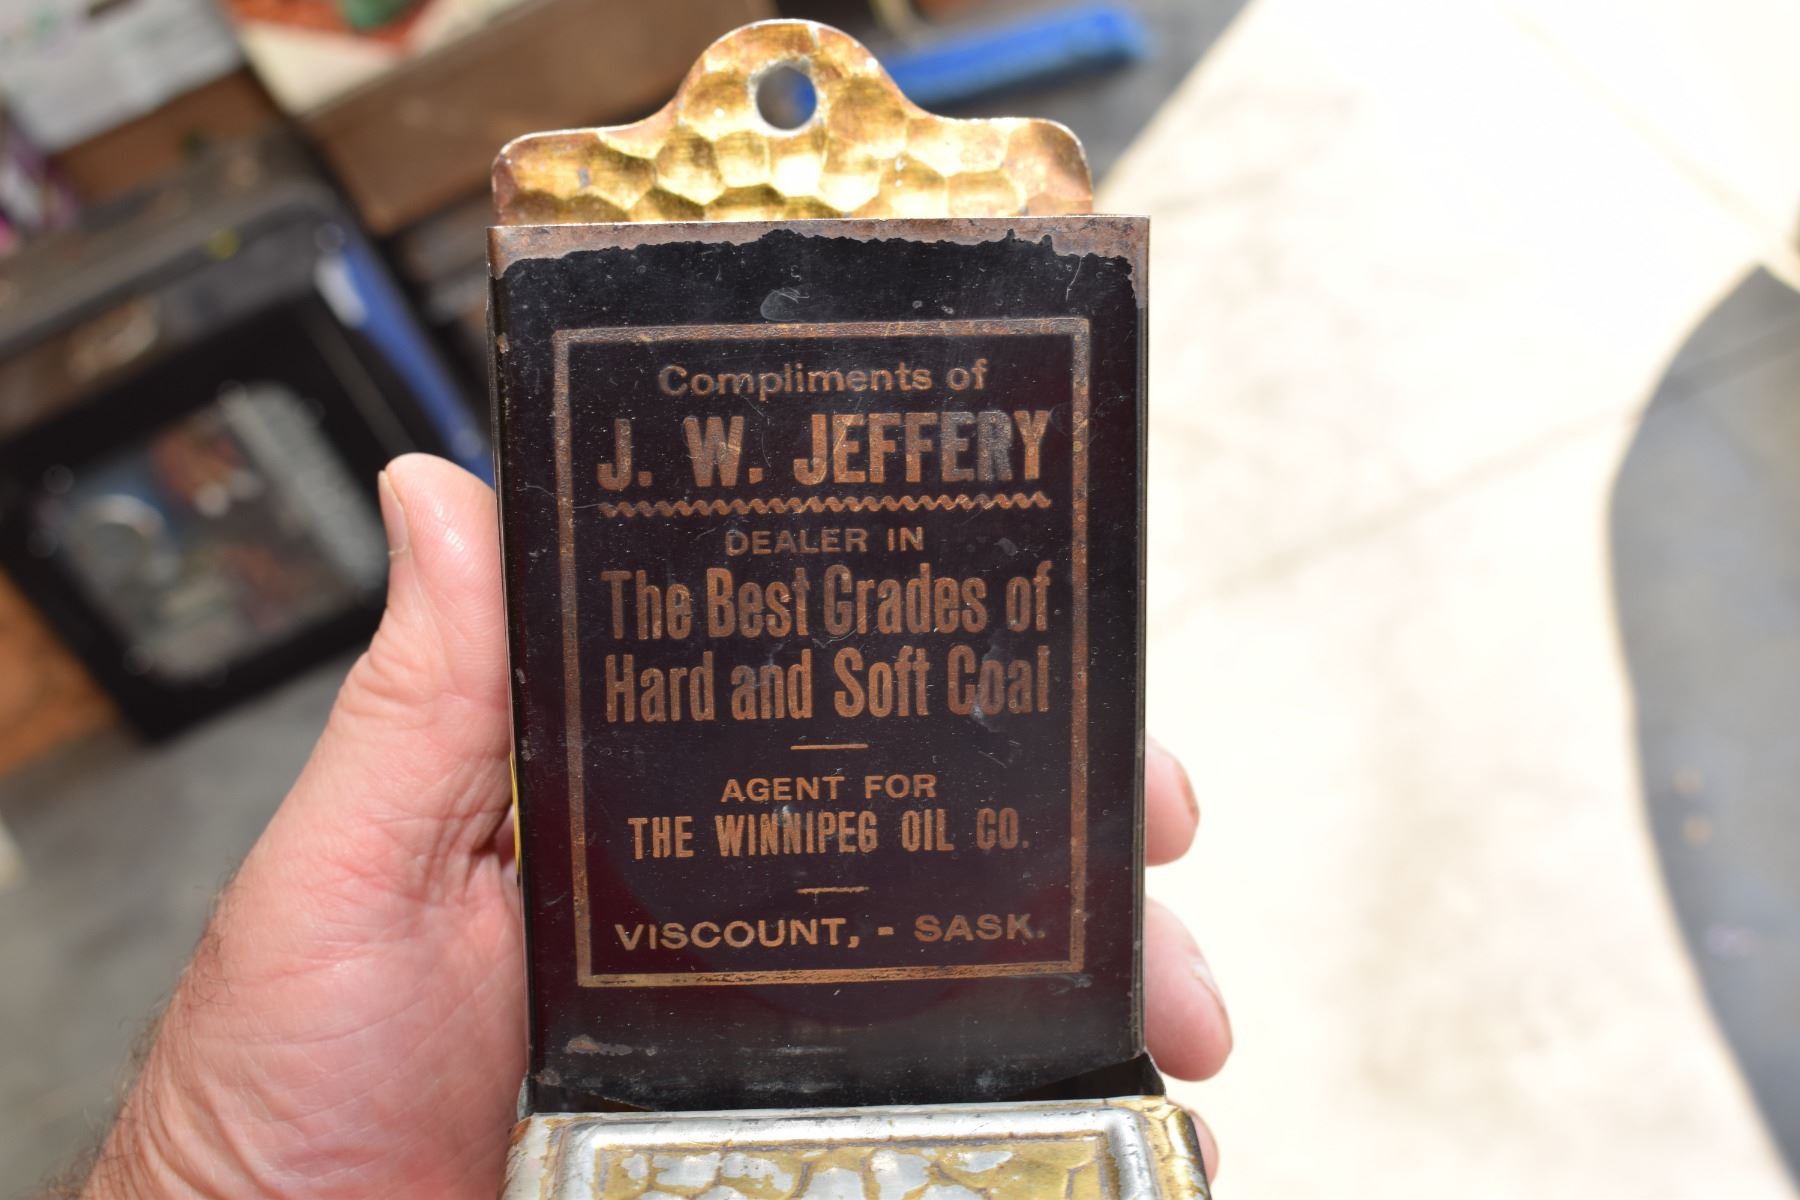 Compliments of
J. W. JEFFERY
DEALER IN
The Best Grades of
Hard and Soft Coal
AGENT FOR
THE WINNIPEG OIL CO.
VISCOUNT, - SASK.